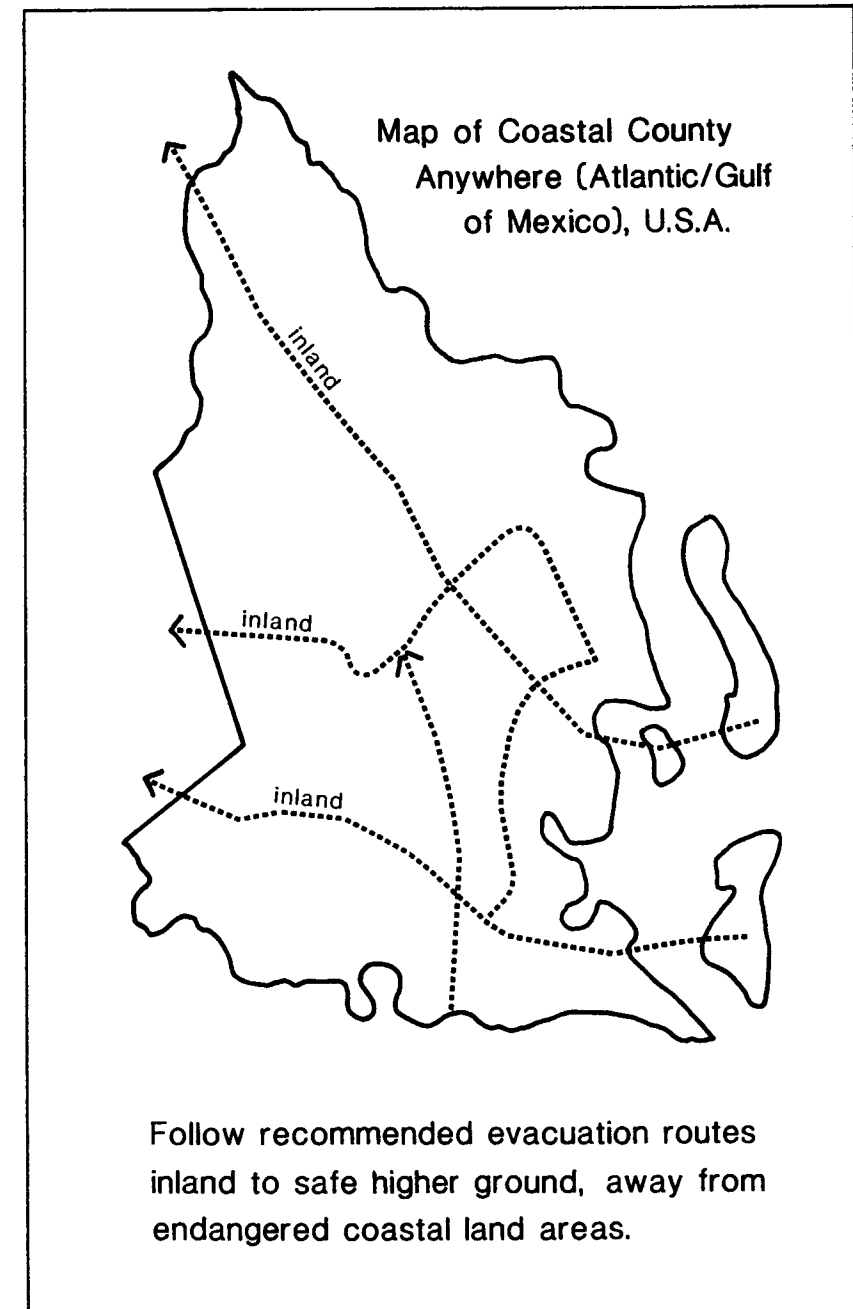 Map of Coastal County
Anywhere (Atlantic/Gulf
of Mexico), U.S.A.
inland
inland
inland
Follow recommended evacuation routes
inland to safe higher ground, away from
endangered coastal land areas.